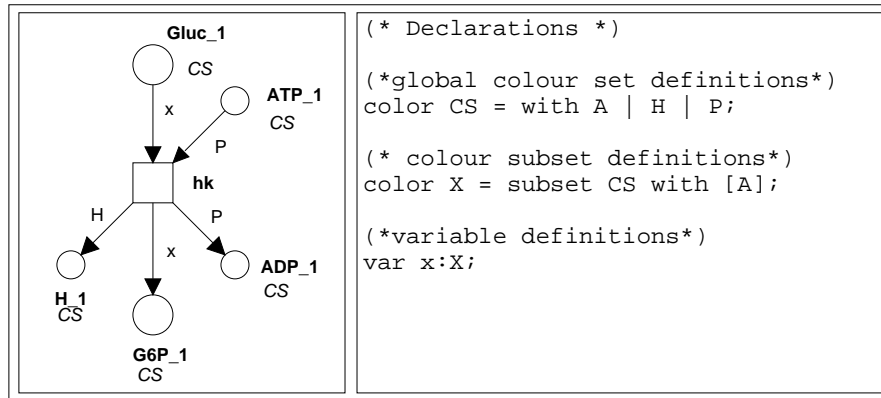 Gluc_1
CS
x
ATP_1
CS
P
hk
H
P
x
H_1
CS
ADP_1
CS
G6P_1
CS
(* Declarations *)
(*global colour set definitions*)
color CS = with A | H | P;
(* colour subset definitions*)
color X = subset CS with [A];
(*variable definitions*)
var x:X;